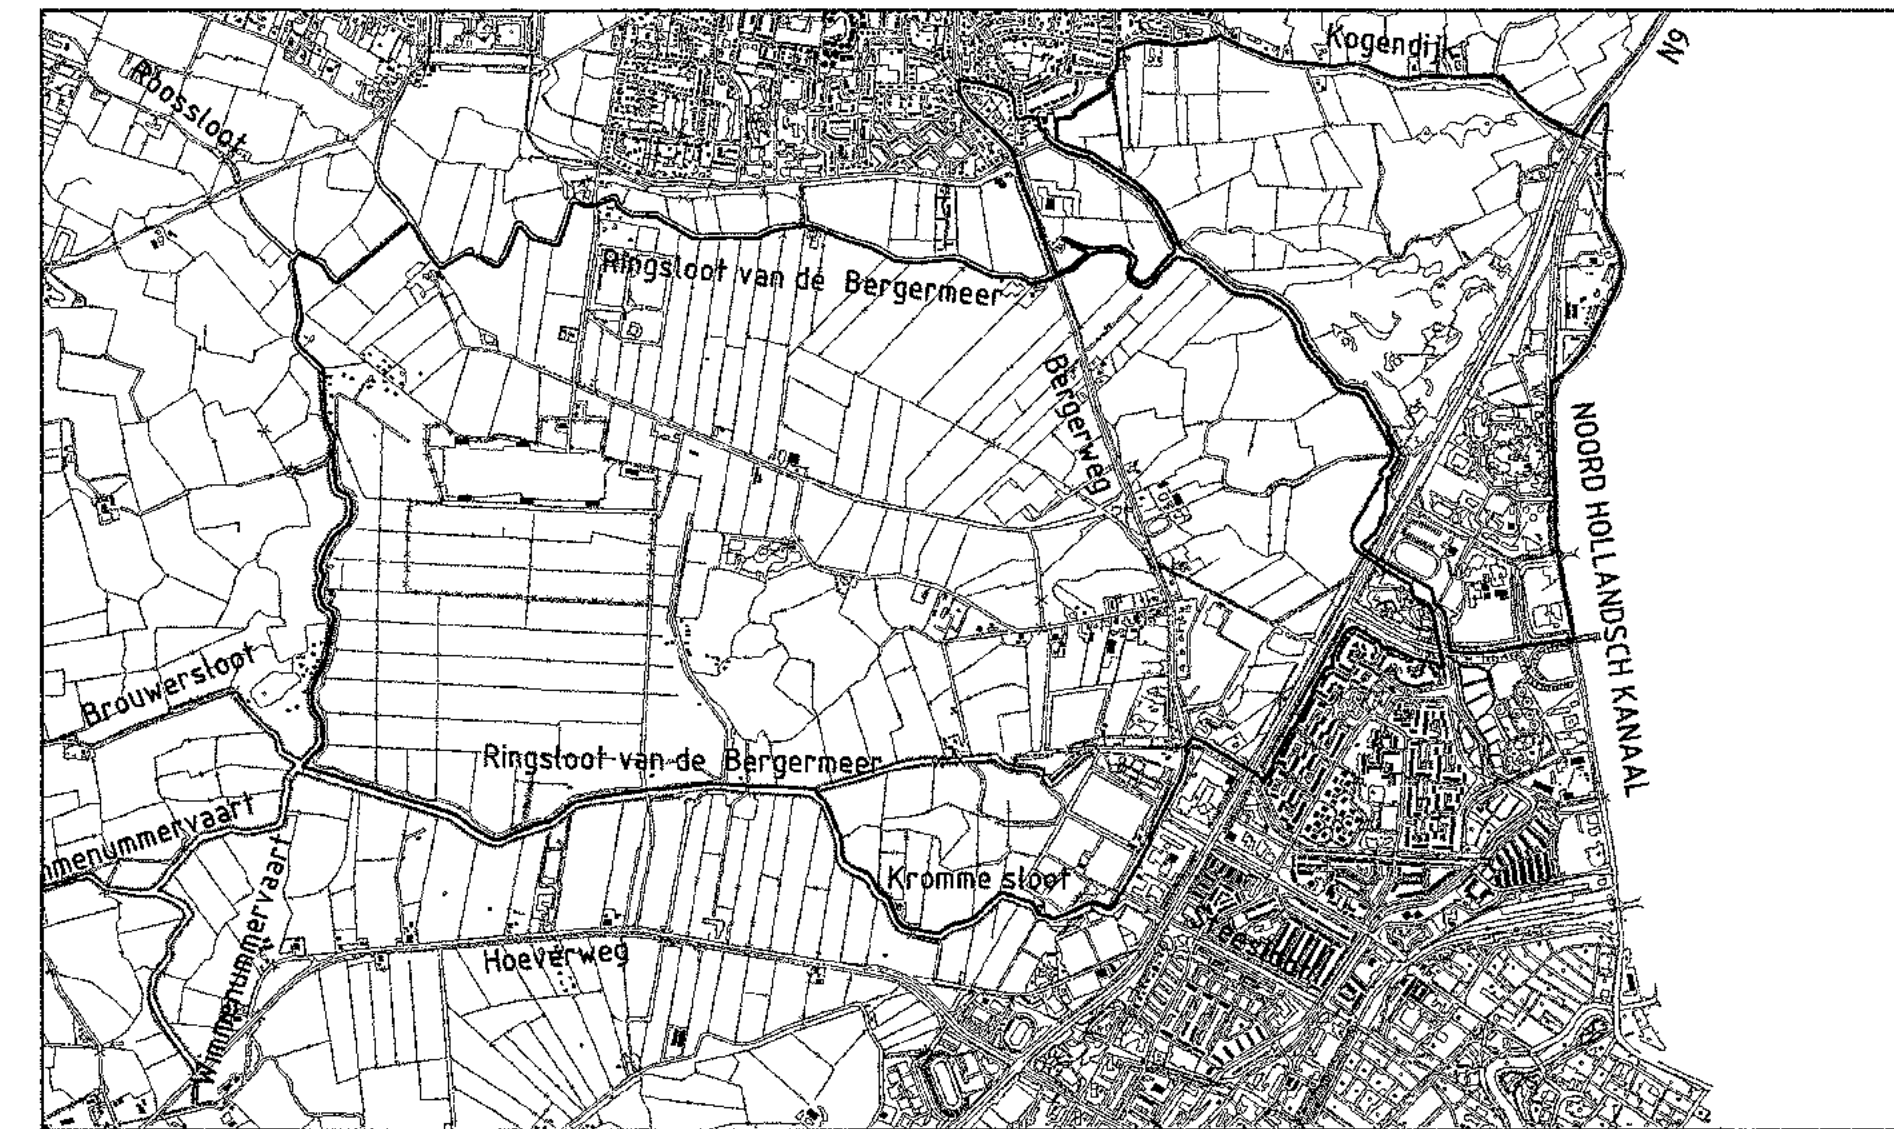 Kogendijk
N9
Roossloot
Ringsloot van de Bergermeer
Bergerweg
NOORD HOLLANDSCH KANAAL
Brouwersloot
Ringsloot van de Bergermeer
mmenummervaart
Wimmenummervaart
Kromme sloot
Hoeverweg